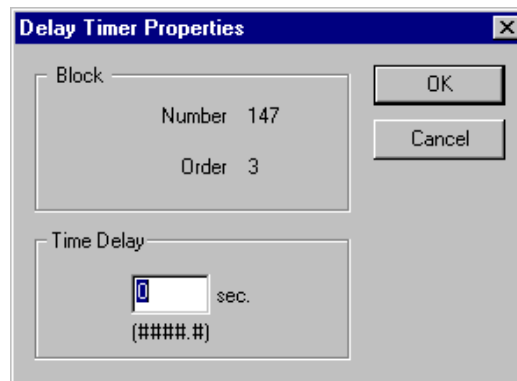 Delay Timer Properties
Block
Number 147
Order 3
OK
Cancel
Time Delay
0 sec.
(####.#)